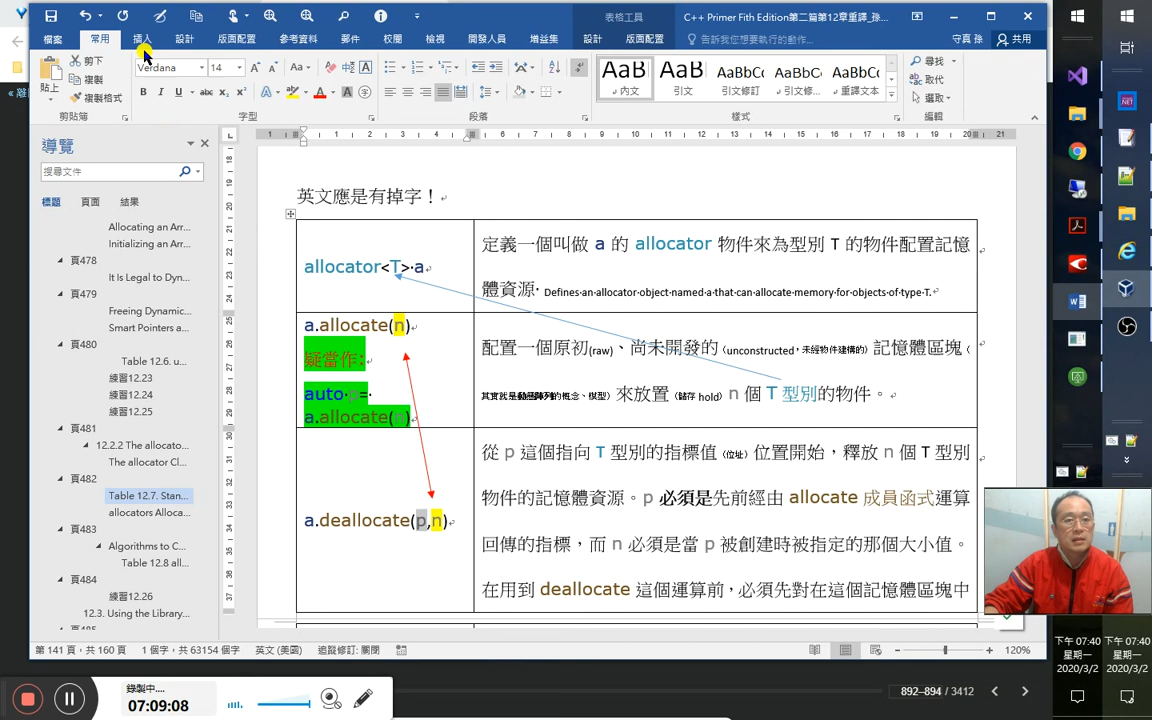 C++ Primer Fith Edition第二篇第12章重譯_孫...
表格工具
檔案 常用 插入 設計 版面配置 參考資料 郵件 校閱 檢視 開發人員 增益集 設計 版面配置 告訴我您想要執行的動作... 守真 孫 共用
貼上 剪下 複製 複製格式 剪貼簿
Verdana 14 Aa 字型
段落
AaB 內文 AaB 引文 AaBbCc 引文修訂 AaBbCc 引文修... AaBbCc 重譯文本 樣式
尋找 取代 選取 編輯
導覽
搜尋文件
標題 頁面 結果
Allocating an Arr...
Initializing an Arr...
頁478
It Is Legal to Dyn...
頁479
Freeing Dynamic...
Smart Pointers a...
頁480
Table 12.6. u...
練習12.23
練習12.24
練習12.25
頁481
12.2.2 The allocato...
The allocator Cl...
頁482
Table 12.7. Stan...
allocators Alloca...
頁483
Algorithms to C...
Table 12.8 all...
頁484
練習12.26
12.3. Using the Library...
英文應是有掉字！
allocator<T>·a
定義一個叫做 a 的 allocator 物件來為型別 T 的物件配置記憶
體資源· Defines·an·allocator·object·named·a·that·can·allocate·memory·for·objects·of·type·T.
a.allocate(n)
疑當作:
auto·p=·
a.allocate(n)
配置一個原初(raw)、尚未開發的（unconstructed，未經物件建構的）記憶體區塊（
其實就是動態陣列的概念、模型）來放置（儲存 hold）n 個 T 型別的物件。
a.deallocate(p,n)
從 p 這個指向 T 型別的指標值（位址）位置開始，釋放 n 個 T 型別
物件的記憶體資源。p 必須是先前經由 allocate 成員函式運算
回傳的指標，而 n 必須是當 p 被創建時被指定的那個大小值。
在用到 deallocate 這個運算前，必須先對在這個記憶體區塊中
第 141 頁，共 160 頁 1 個字，共 63154 個字 英文 (美國) 追蹤修訂: 關閉 120%
錄製中....
07:09:08
892–894 / 3412
下午 07:40
星期一
2020/3/2
下午 07:40
星期一
2020/3/2